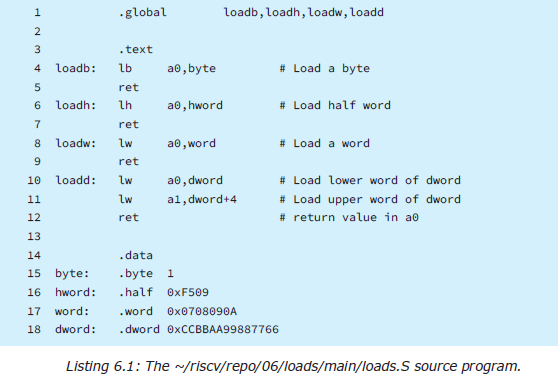 1 .global loadb,loadh,loadw,loadd
2
3 .text
4 loadb: lb a0,byte # Load a byte
5 ret
6 loadh: lh a0,hword # Load half word
7 ret
8 loadw: lw a0,word # Load a word
9 ret
10 loadd: lw a0,dword # Load lower word of dword
11 lw a1,dword+4 # Load upper word of dword
12 ret # return value in a0
13
14 .data
15 byte: .byte 1
16 hword: .half 0xF509
17 word: .word 0x0708090A
18 dword: .dword 0xCCBBAA99887766
Listing 6.1: The ~/riscv/repo/06/loads/main/loads.S source program.